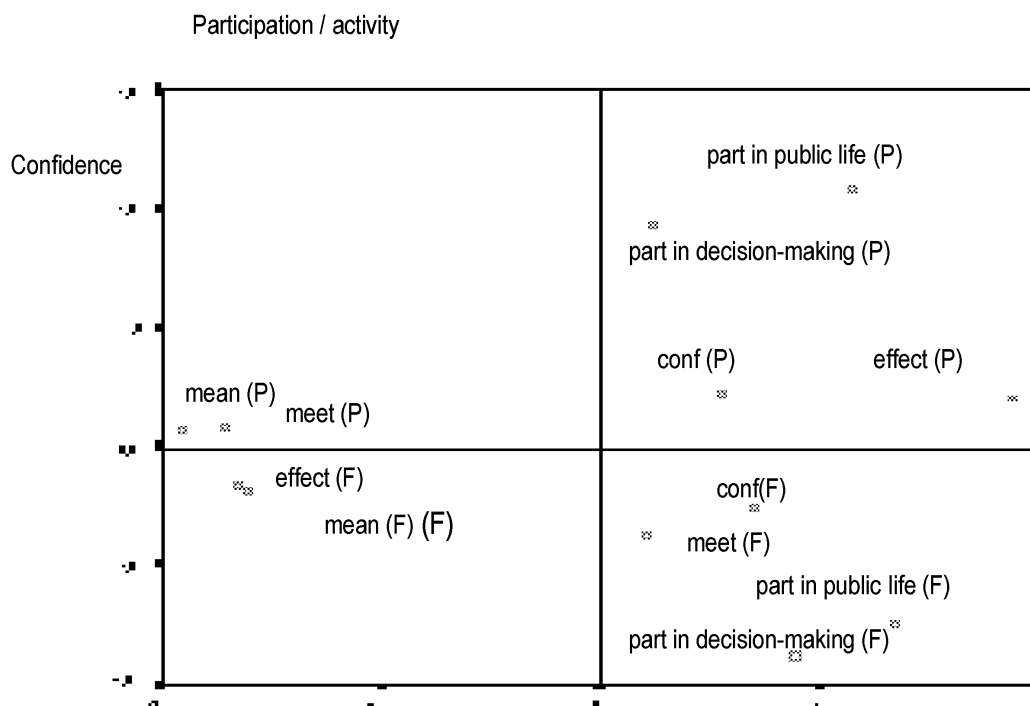 Participation / activity
part in public life (P)
Confidence
part in decision-making (P)
conf (P)
effect (P)
mean (P)
meet (P)
effect (F)
conf(F)
mean (F) (F)
meet (F)
part in public life (F)
part in decision-making (F)